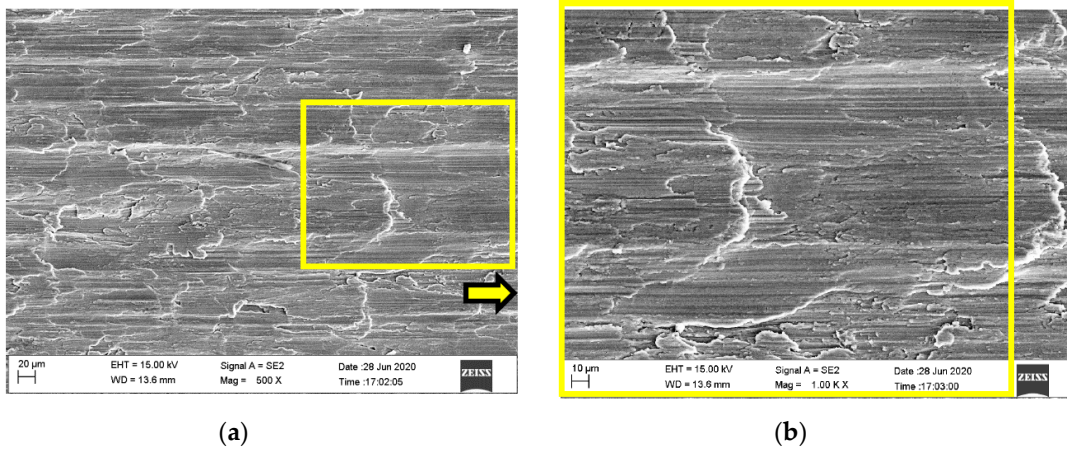 20 µm
EHT = 15.00 kV Signal A = SE2 Date :28 Jun 2020
WD = 13.6 mm Mag = 500 X Time :17:02:05
ZEISS
10 µm
EHT = 15.00 kV Signal A = SE2 Date :28 Jun 2020
WD = 13.6 mm Mag = 1.00 K X Time :17:03:00
ZEISS
(a)
(b)